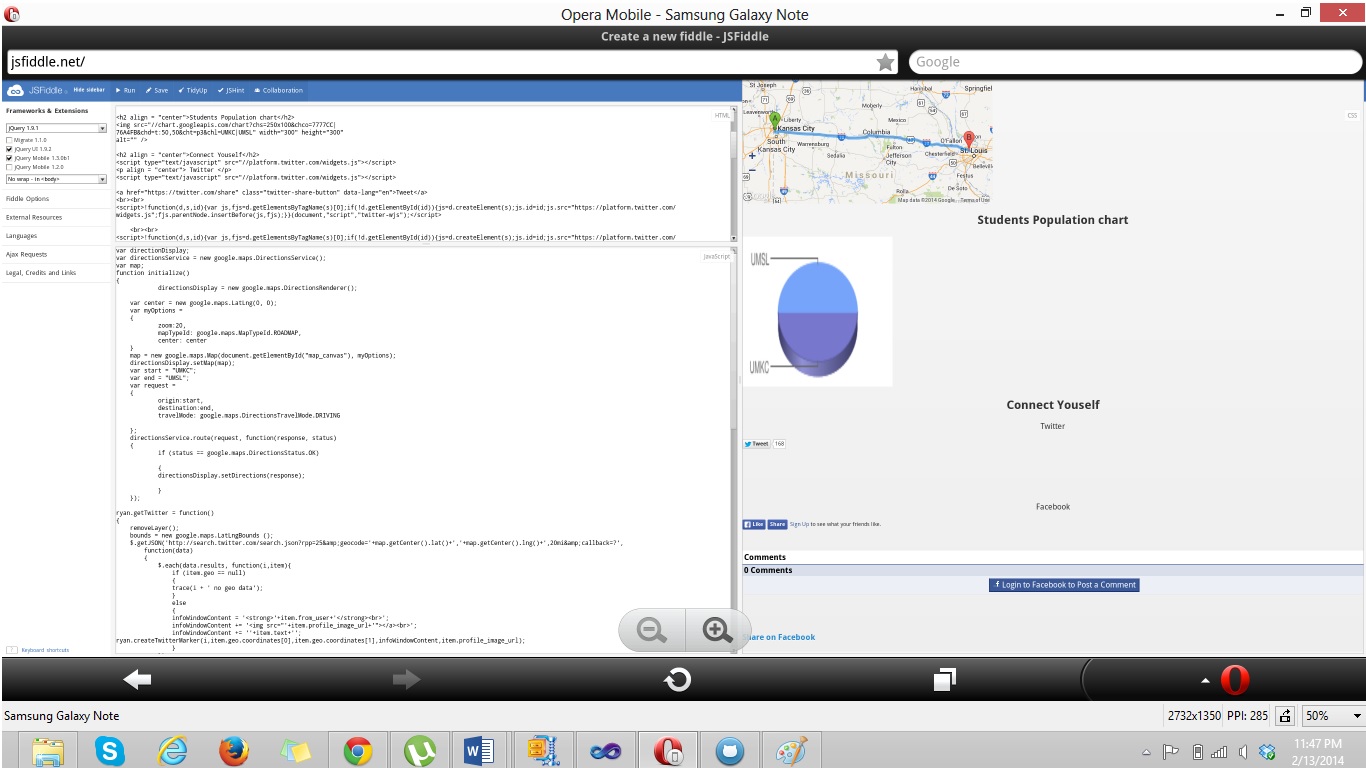 Opera Mobile - Samsung Galaxy Note
Create a new fiddle - JSFiddle
jsfiddle.net/
Google
JSFiddle
Hide sidebar
Run
Save
TidyUp
JSHint
Collaboration
Frameworks & Extensions
jQuery 1.9.1
Migrate 1.1.0
jQuery UI 1.9.2
jQuery Mobile 1.3.0b1
jQuery Mobile 1.2.0
No wrap - in <body>
Fiddle Options
External Resources
Languages
Ajax Requests
Legal, Credits and Links
Keyboard shortcuts
HTML
<h2 align = "center">Students Population chart</h2>
<img src="//chart.googleapis.com/chart?chs=250x100&chco=7777CC|
76A4FB&chd=t:50,50&cht=p3&chl=UMKC|UMSL" width="300" height="300"
alt="" />
<h2 align = "center">Connect Youself</h2>
<script type="text/javascript" src="//platform.twitter.com/widgets.js"></script>
<p align = "center"> Twitter </p>
<script type="text/javascript" src="//platform.twitter.com/widgets.js"></script>
<a href="https://twitter.com/share" class="twitter-share-button" data-lang="en">Tweet</a>
<br><br>
<script>!function(d,s,id){var js,fjs=d.getElementsByTagName(s)[0];if(!d.getElementById(id)){js=d.createElement(s);js.id=id;js.src="https://platform.twitter.com/
widgets.js";fjs.parentNode.insertBefore(js,fjs);}}(document,"script","twitter-wjs");</script>
<br><br>
<script>!function(d,s,id){var js,fjs=d.getElementsByTagName(s)[0];if(!d.getElementById(id)){js=d.createElement(s);js.id=id;js.src="https://platform.twitter.com/
JavaScript
var directionDisplay;
var directionsService = new google.maps.DirectionsService();
var map;
function initialize()
{
directionsDisplay = new google.maps.DirectionsRenderer();
var center = new google.maps.LatLng(0, 0);
var myOptions =
{
zoom:20,
mapTypeId: google.maps.MapTypeId.ROADMAP,
center: center
}
map = new google.maps.Map(document.getElementById("map_canvas"), myOptions);
directionsDisplay.setMap(map);
var start = "UMKC";
var end = "UMSL";
var request =
{
origin:start,
destination:end,
travelMode: google.maps.DirectionsTravelMode.DRIVING
};
directionsService.route(request, function(response, status)
{
if (status == google.maps.DirectionsStatus.OK)
{
directionsDisplay.setDirections(response);
}
});
ryan.getTwitter = function()
{
removeLayer();
bounds = new google.maps.LatLngBounds ();
$.getJSON('http://search.twitter.com/search.json?rpp=25&amp;geocode='+map.getCenter().lat()+','+map.getCenter().lng()+',20mi&amp;callback=?',
function(data)
{
$.each(data.results, function(i,item){
if (item.geo == null)
{
trace(i + ' no geo data');
}
else
{
infoWindowContent = '<strong>'+item.from_user+'</strong><br>';
infoWindowContent += '<img src="'+item.profile_image_url+'"></a><br>';
infoWindowContent += ''+item.text+'';
ryan.createTwitterMarker(i,item.geo.coordinates[0],item.geo.coordinates[1],infoWindowContent,item.profile_image_url);
}
CSS
St Joseph
Hannibal
Springfiel
Leavenworth
Liberty
Moberly
Mexico
A
Kansas City
Columbia
B
South
Kansas City
Warrensburg
Sedalia
Fulton
Jefferson
City
O'Fallon
Chesterfield
St Louis
Bellevill
Missouri
Festus
Rolla
De Soto
Map data ©2014 Google
Terms of Use
Students Population chart
UMSL
UMKC
Connect Youself
Twitter
Tweet
168
Facebook
Like
Share
Sign Up to see what your friends like.
Comments
0 Comments
Login to Facebook to Post a Comment
are on Facebook
Samsung Galaxy Note
2732x1350 PPI: 285
50%
11:47 PM
2/13/2014